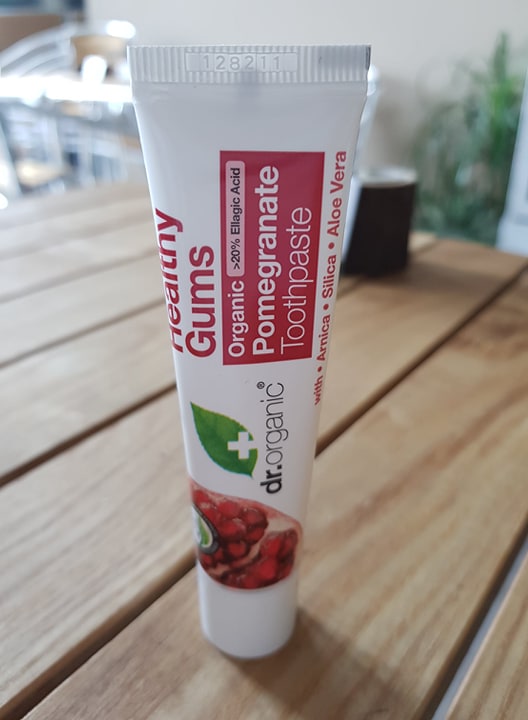 128211
Healthy
Gums
Organic >20% Ellagic Acid
Pomegranate
Toothpaste
with • Arnica • Silica • Aloe Vera
dr.organic®